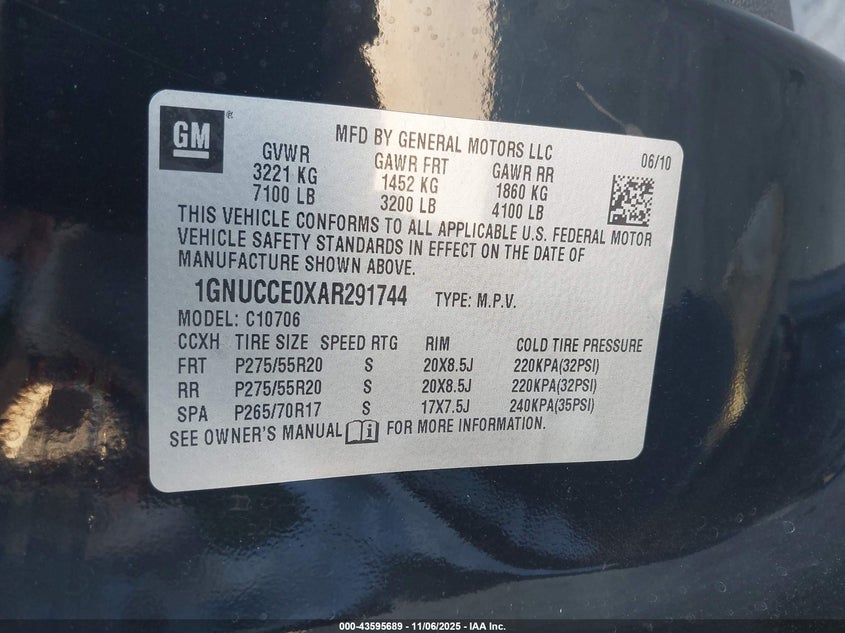 GM ®
MFD BY GENERAL MOTORS LLC 06/10
GVWR GAWR FRT GAWR RR
3221 KG 1452 KG 1860 KG
7100 LB 3200 LB 4100 LB
THIS VEHICLE CONFORMS TO ALL APPLICABLE U.S. FEDERAL MOTOR
VEHICLE SAFETY STANDARDS IN EFFECT ON THE DATE OF
MANUFACTURE SHOWN ABOVE.
1GNUCCE0XAR291744 TYPE: M.P.V.
MODEL: C10706
CCXH TIRE SIZE SPEED RTG RIM COLD TIRE PRESSURE
FRT P275/55R20 S 20X8.5J 220KPA(32PSI)
RR P275/55R20 S 20X8.5J 220KPA(32PSI)
SPA P265/70R17 S 17X7.5J 240KPA(35PSI)
SEE OWNER'S MANUAL i FOR MORE INFORMATION.
000-43595689 - 11/06/2025 - IAA Inc.